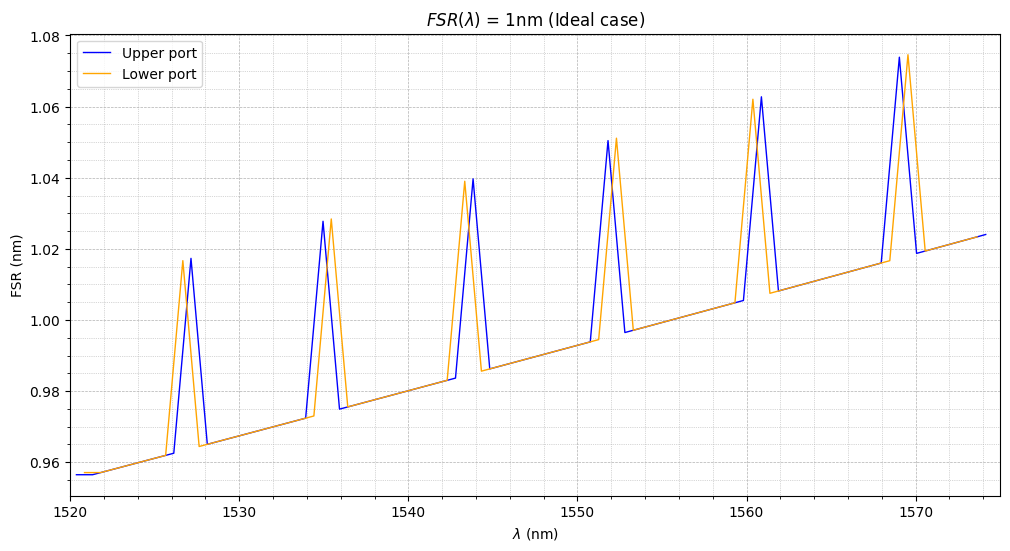 FSR(λ) = 1nm (Ideal case)
Upper port
Lower port
FSR (nm)
1.08
1.06
1.04
1.02
1.00
0.98
0.96
1520
1530
1540
1550
1560
1570
λ (nm)